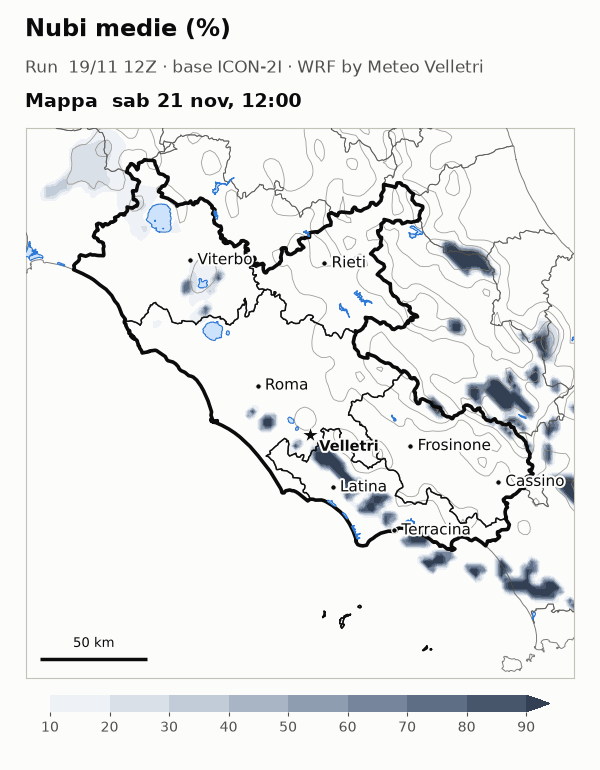 Nubi medie (%)
Run  19/11 12Z · base ICON-2I · WRF by Meteo Velletri
Mappa  sab 21 nov, 12:00
Viterbo
Rieti
Roma
Velletri
Frosinone
Latina
Cassino
Terracina
50 km
10 20 30 40 50 60 70 80 90